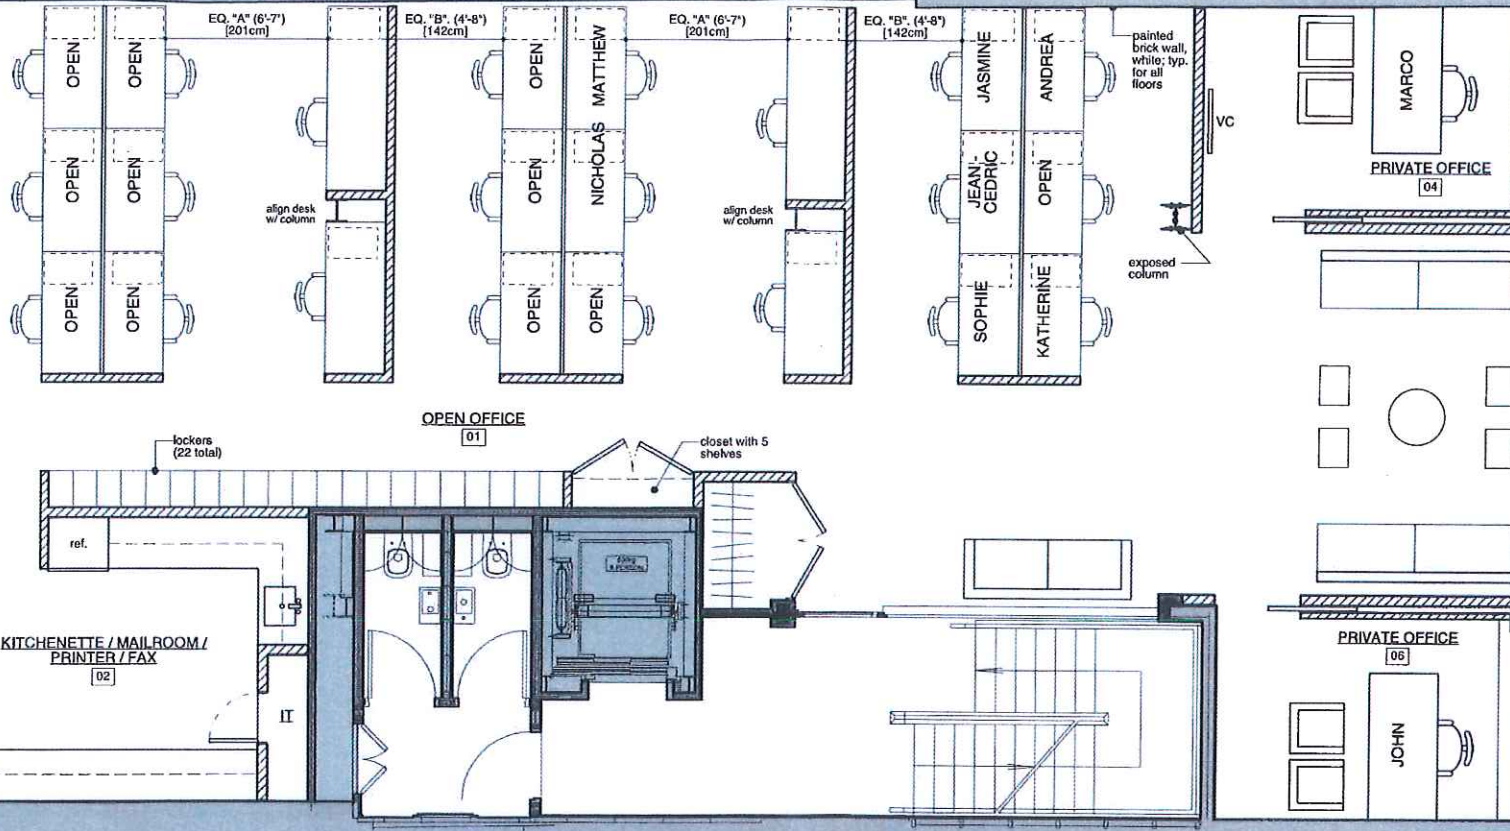 EQ. "A" (6'-7")
[201cm]
EQ. "B". (4'-8")
[142cm]
EQ. "A" (6'-7")
[201cm]
EQ. "B". (4'-8")
[142cm]
OPEN
OPEN
OPEN
MATTHEW
JASMINE
ANDREA
painted
brick wall,
white; typ.
for all
floors
MARCO
VC
PRIVATE OFFICE
04
OPEN
OPEN
OPEN
NICHOLAS
JEAN-
CEDRIC
OPEN
align desk
w/ column
align desk
w/ column
exposed
column
OPEN
OPEN
OPEN
OPEN
SOPHIE
KATHERINE
OPEN OFFICE
01
lockers
(22 total)
closet with 5
shelves
ref.
KITCHENETTE / MAILROOM /
PRINTER / FAX
02
IT
PRIVATE OFFICE
06
JOHN